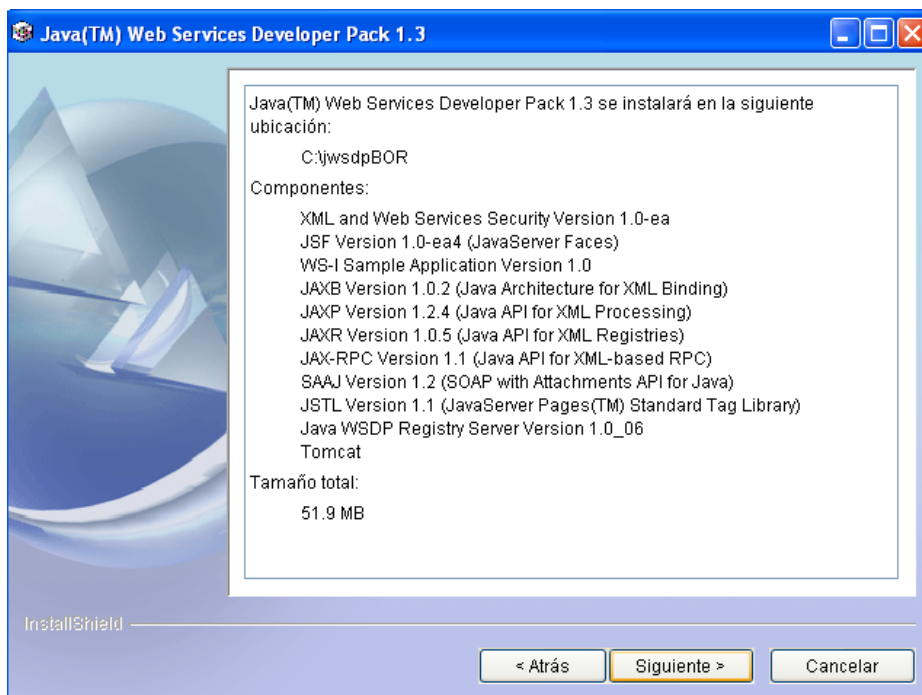 Java(TM) Web Services Developer Pack 1.3
Java(TM) Web Services Developer Pack 1.3 se instalará en la siguiente
ubicación:
C:\jwsdpBOR
Componentes:
XML and Web Services Security Version 1.0-ea
JSF Version 1.0-ea4 (JavaServer Faces)
WS-I Sample Application Version 1.0
JAXB Version 1.0.2 (Java Architecture for XML Binding)
JAXP Version 1.2.4 (Java API for XML Processing)
JAXR Version 1.0.5 (Java API for XML Registries)
JAX-RPC Version 1.1 (Java API for XML-based RPC)
SAAJ Version 1.2 (SOAP with Attachments API for Java)
JSTL Version 1.1 (JavaServer Pages(TM) Standard Tag Library)
Java WSDP Registry Server Version 1.0_06
Tomcat
Tamaño total:
51.9 MB
InstallShield
< Atrás
Siguiente >
Cancelar